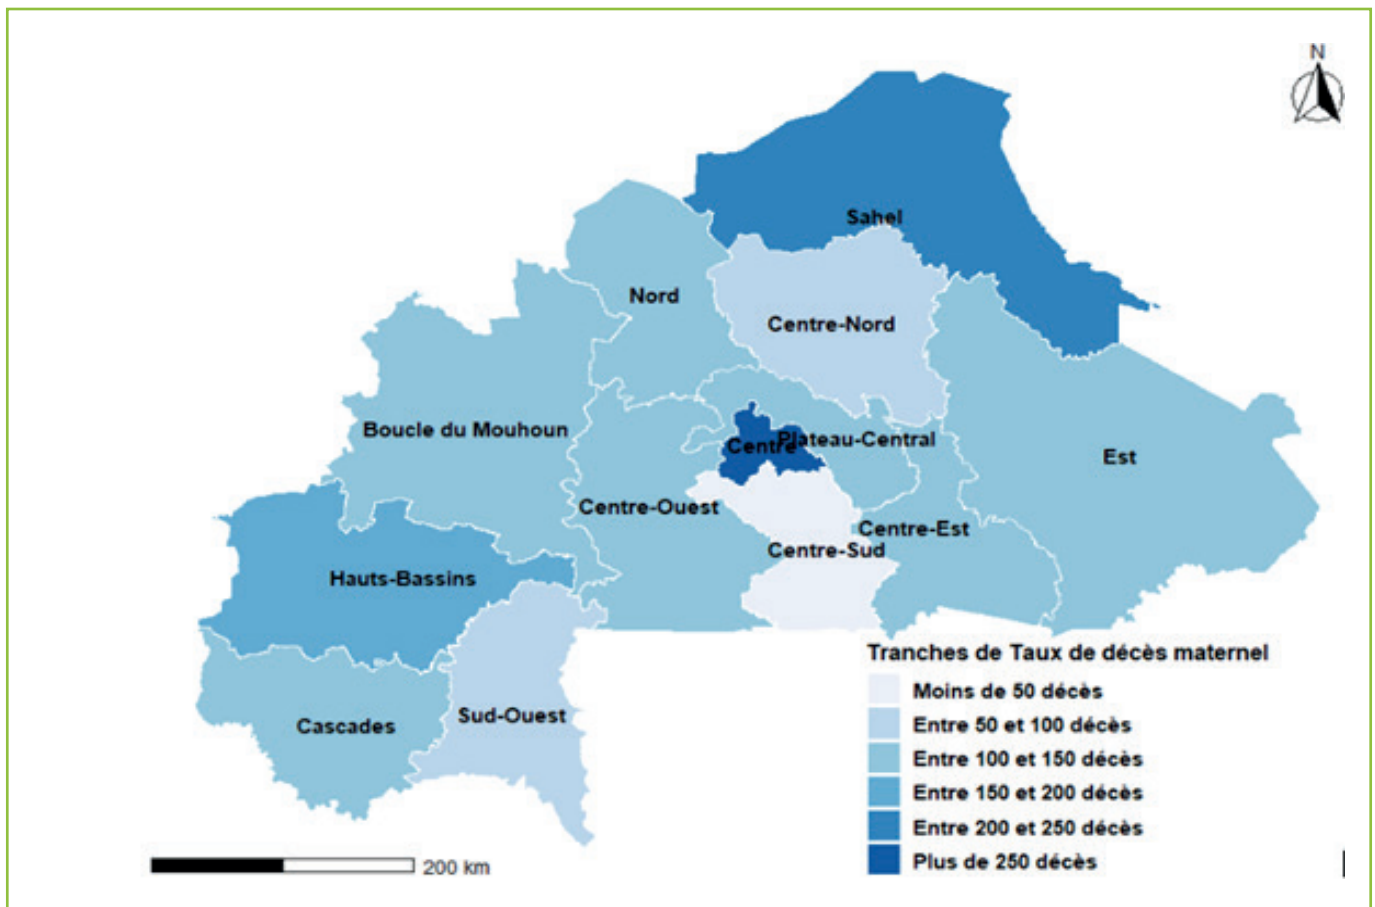 N
Sahel
Nord
Centre-Nord
Boucle du Mouhoun
Centre
Plateau-Central
Est
Centre-Ouest
Centre-Est
Centre-Sud
Hauts-Bassins
Sud-Ouest
Cascades
Tranches de Taux de décès maternel
Moins de 50 décès
Entre 50 et 100 décès
Entre 100 et 150 décès
Entre 150 et 200 décès
Entre 200 et 250 décès
Plus de 250 décès
200 km